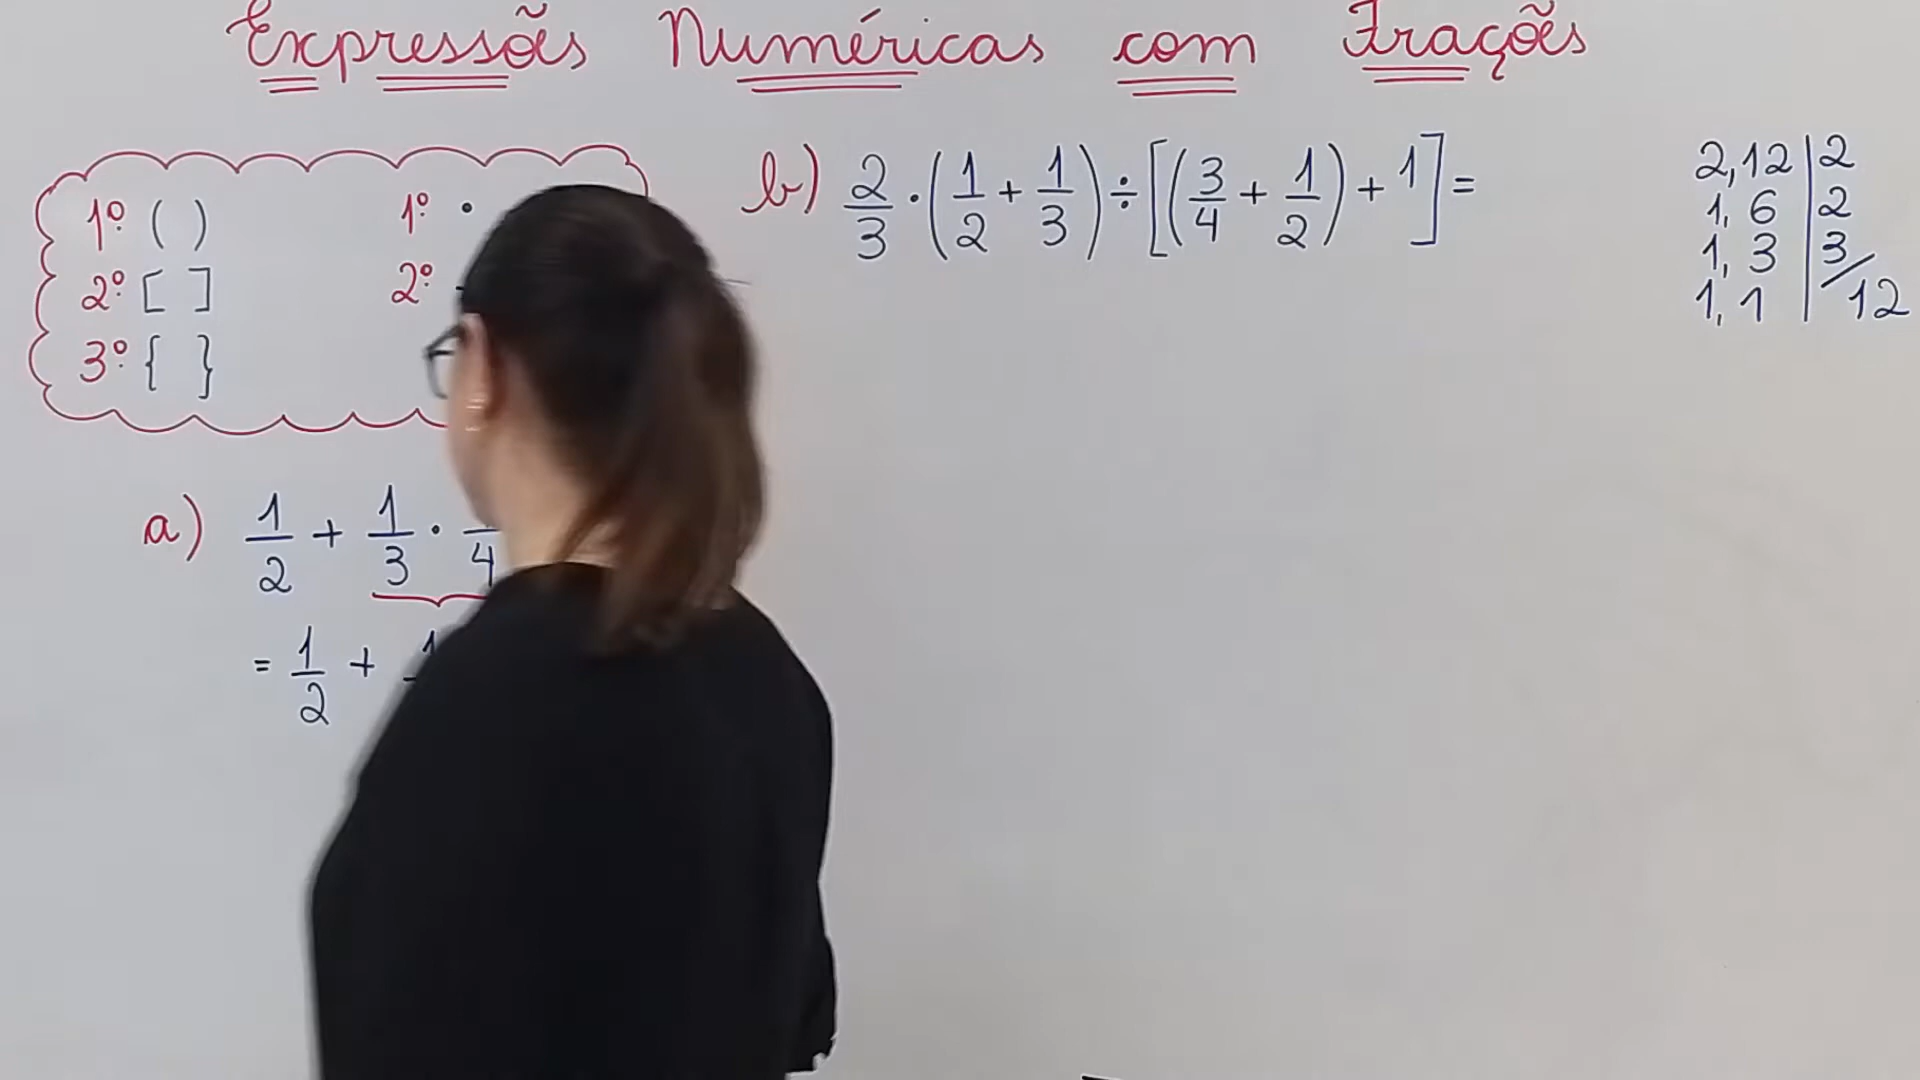 Expressões Numéricas com Frações
1º ( ) 1º •
2º [ ] 2º
3º { }
a) 1/2 + 1/3 · /4
= 1/2 +
b) 2/3 · (1/2 + 1/3) ÷ [(3/4 + 1/2) + 1] =
2, 12 | 2
1, 6 | 2
1, 3 | 3
1, 1 | 12